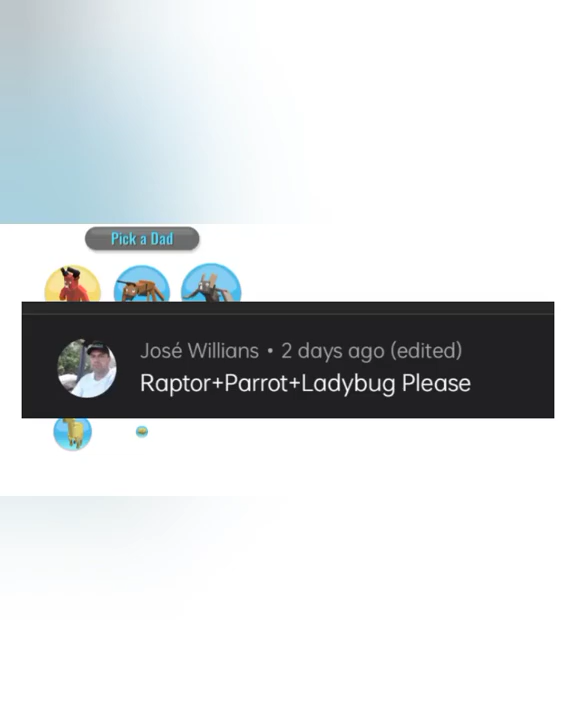 Pick a Dad
José Willians • 2 days ago (edited)
Raptor+Parrot+Ladybug Please